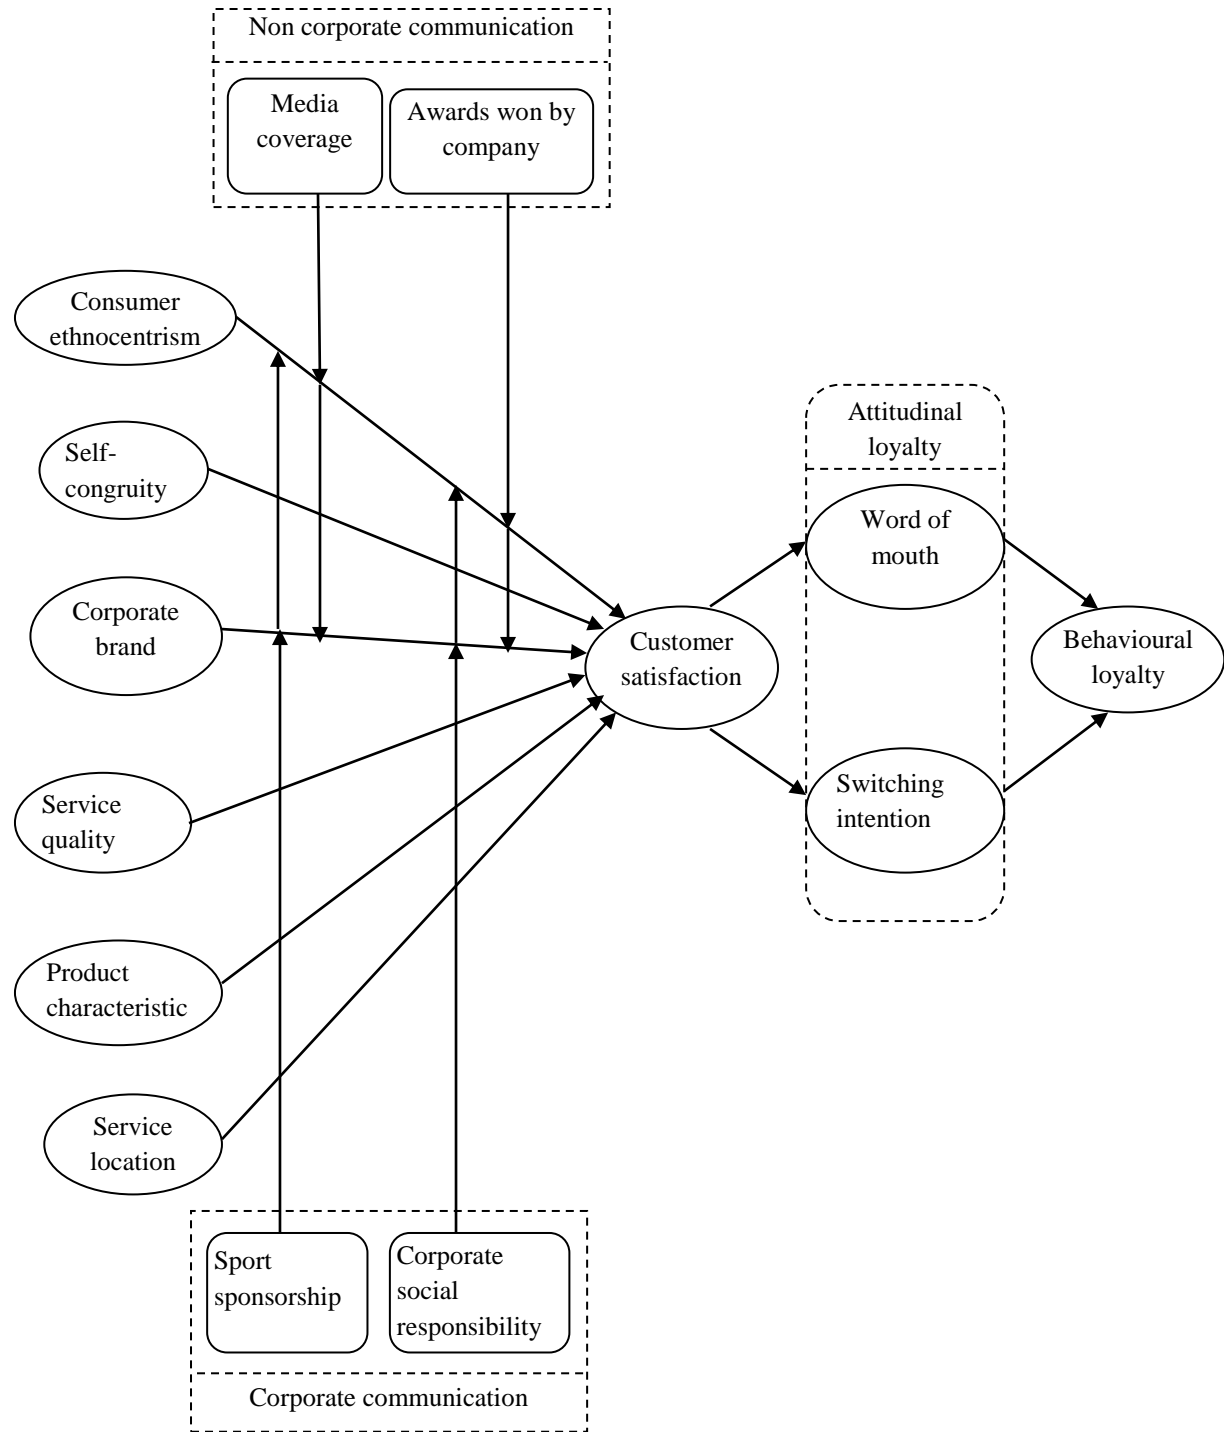 Non corporate communication
Media
coverage
Awards won by
company
Consumer
ethnocentrism
Self-
congruity
Corporate
brand
Service
quality
Product
characteristic
Service
location
Customer
satisfaction
Attitudinal
loyalty
Word of
mouth
Switching
intention
Behavioural
loyalty
Sport
sponsorship
Corporate
social
responsibility
Corporate communication